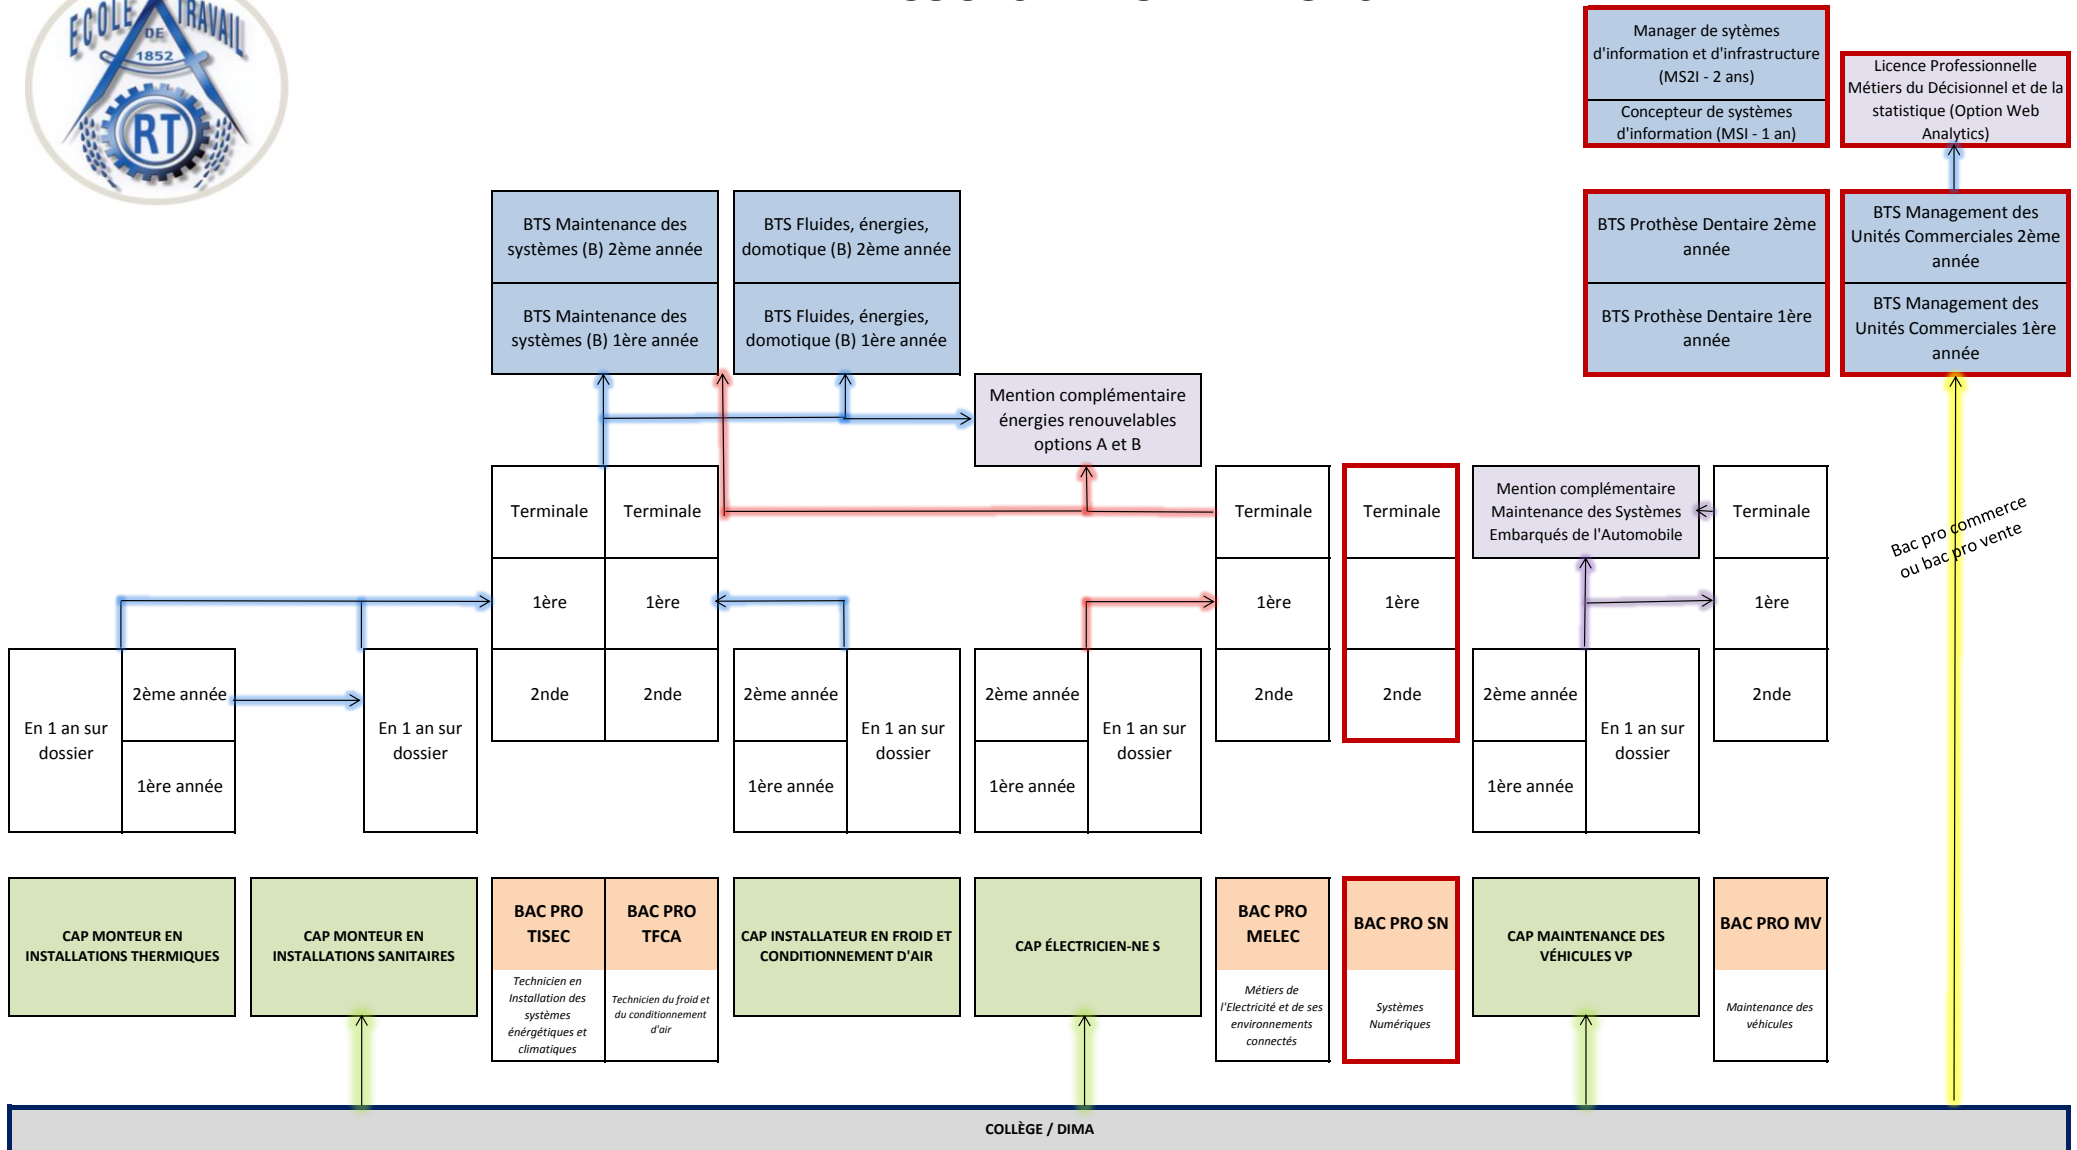 ECOLE TRAVAIL
DE
1852
RT
Manager de sytèmes
d'information et d'infrastructure
(MS2I - 2 ans)
Concepteur de systèmes
d'information (MSI - 1 an)
Licence Professionnelle
Métiers du Décisionnel et de la
statistique (Option Web
Analytics)
BTS Maintenance des
systèmes (B) 2ème année
BTS Fluides, énergies,
domotique (B) 2ème année
BTS Prothèse Dentaire 2ème
année
BTS Management des
Unités Commerciales 2ème
année
BTS Maintenance des
systèmes (B) 1ère année
BTS Fluides, énergies,
domotique (B) 1ère année
BTS Prothèse Dentaire 1ère
année
BTS Management des
Unités Commerciales 1ère
année
Mention complémentaire
énergies renouvelables
options A et B
Terminale
Terminale
Terminale
Terminale
Mention complémentaire
Maintenance des Systèmes
Embarqués de l'Automobile
Terminale
Bac pro commerce
ou bac pro vente
1ère
1ère
1ère
1ère
1ère
En 1 an sur
dossier
2ème année
1ère année
En 1 an sur
dossier
2nde
2nde
2ème année
1ère année
En 1 an sur
dossier
2ème année
1ère année
En 1 an sur
dossier
2nde
2nde
2ème année
1ère année
En 1 an sur
dossier
2nde
CAP MONTEUR EN
INSTALLATIONS THERMIQUES
CAP MONTEUR EN
INSTALLATIONS SANITAIRES
BAC PRO
TISEC
Technicien en
Installation des
systèmes
énérgétiques et
climatiques
BAC PRO
TFCA
Technicien du froid et
du conditionnement
d'air
CAP INSTALLATEUR EN FROID ET
CONDITIONNEMENT D'AIR
CAP ÉLECTRICIEN-NE S
BAC PRO
MELEC
Métiers de
l'Electricité et de ses
environnements
connectés
BAC PRO SN
Systèmes
Numériques
CAP MAINTENANCE DES
VÉHICULES VP
BAC PRO MV
Maintenance des
véhicules
COLLÈGE / DIMA